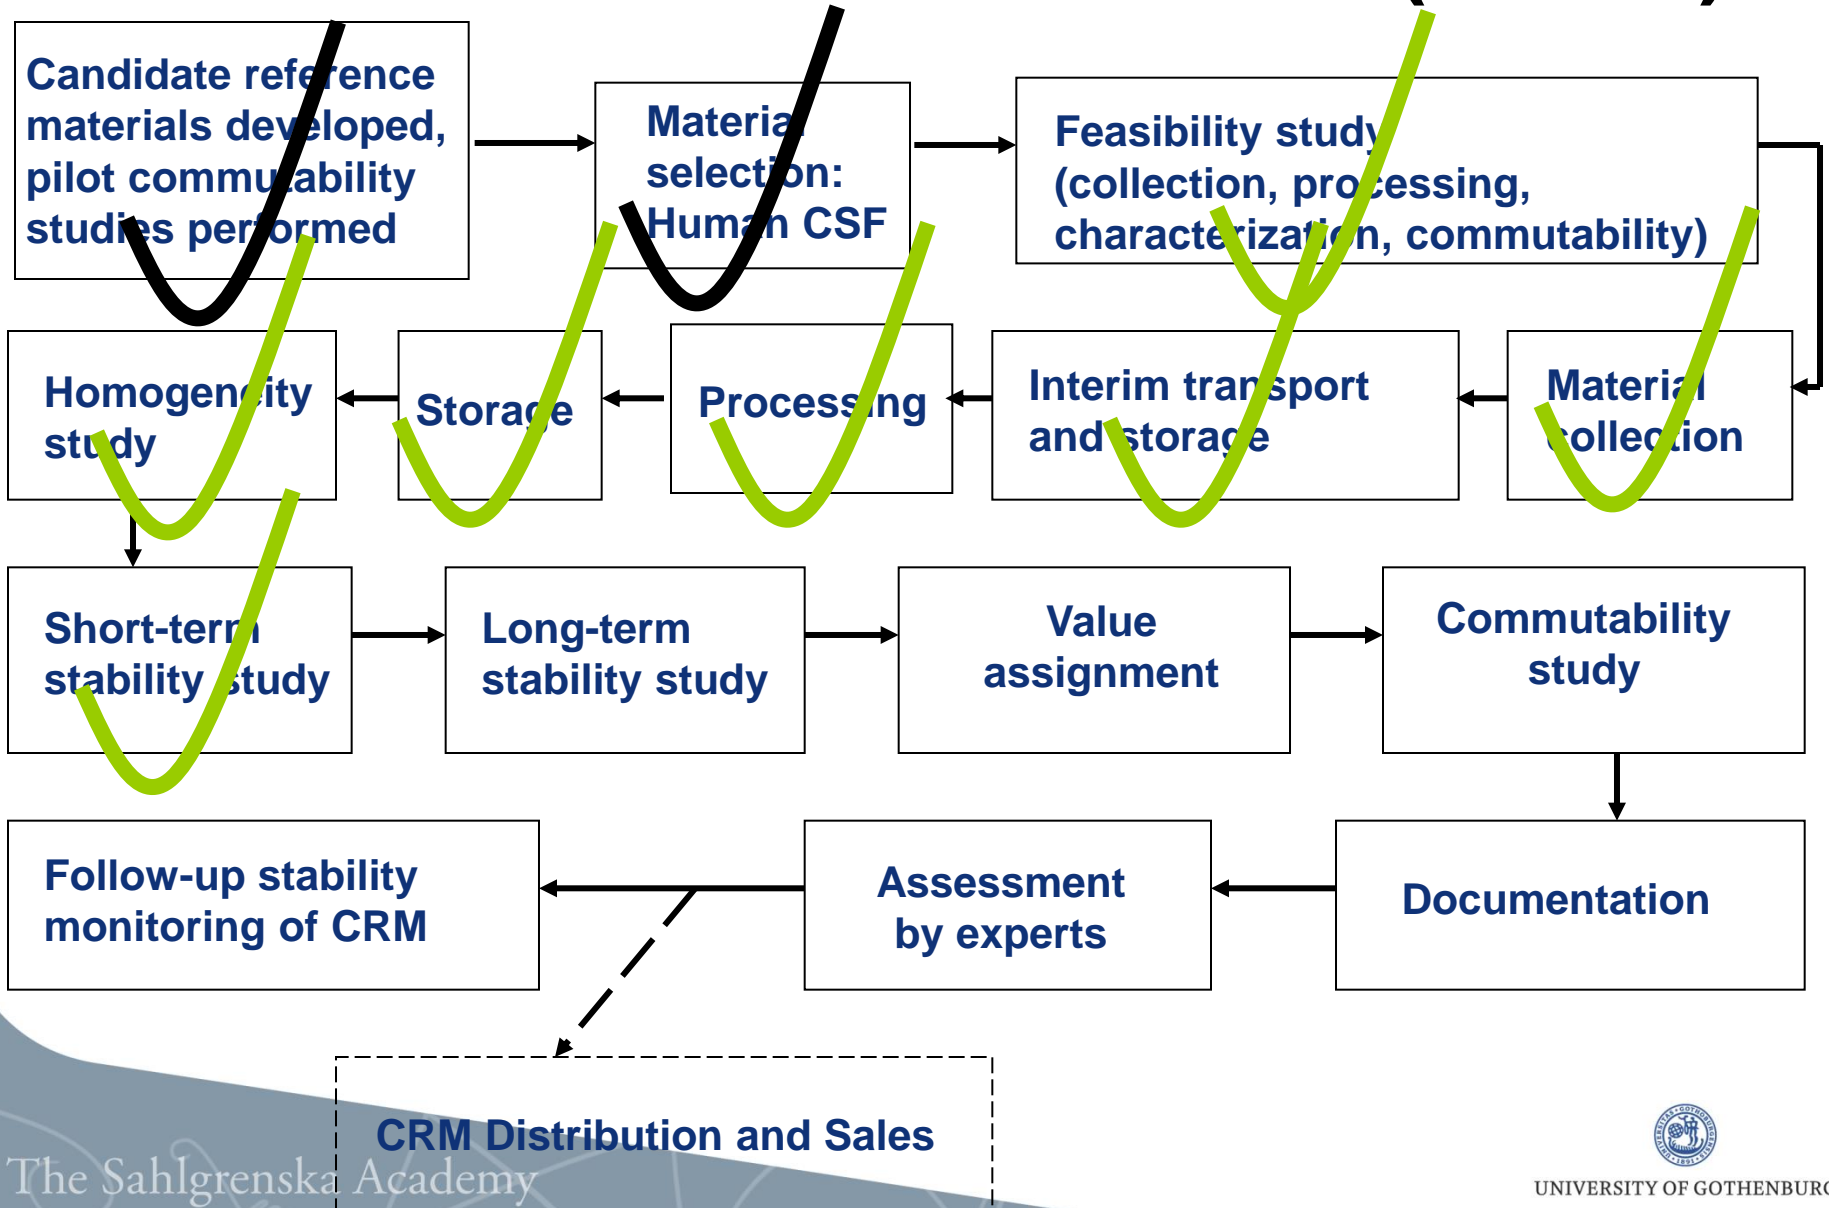 Candidate reference
materials developed,
pilot commutability
studies performed
Material
selection:
Human CSF
Feasibility study
(collection, processing,
characterization, commutability)
Homogeneity
study
Storage
Processing
Interim transport
and storage
Material
collection
Short-term
stability study
Long-term
stability study
Value
assignment
Commutability
study
Follow-up stability
monitoring of CRM
Assessment
by experts
Documentation
CRM Distribution and Sales
The Sahlgrenska Academy
UNIVERSITY OF GOTHENBURG